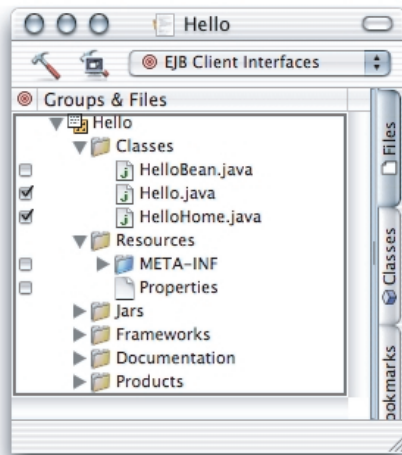 Hello
EJB Client Interfaces
Groups & Files
Hello
Classes
HelloBean.java
Hello.java
HelloHome.java
Resources
META-INF
Properties
Jars
Frameworks
Documentation
Products
Files
Classes
ookmarks